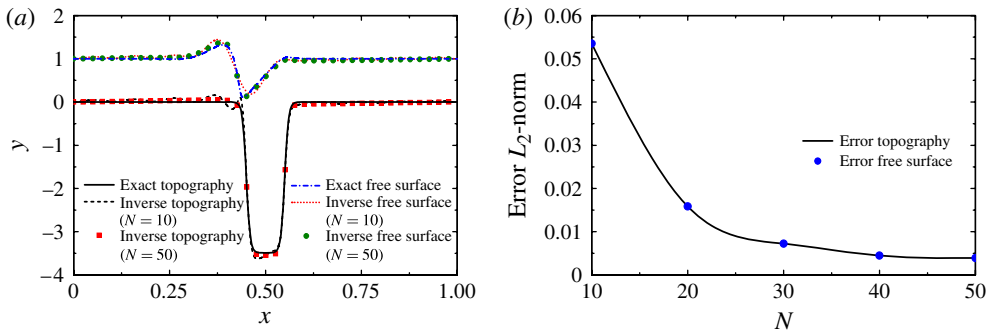 (a)
2
1
0
−1
−2
−3
−4
y
Exact topography
Inverse topography
(N = 10)
Inverse topography
(N = 50)
Exact free surface
Inverse free surface
(N = 10)
Inverse free surface
(N = 50)
0 0.25 0.50 0.75 1.00
x
(b)
0.06
0.05
0.04
0.03
0.02
0.01
0
Error L2-norm
Error topography
Error free surface
10 20 30 40 50
N